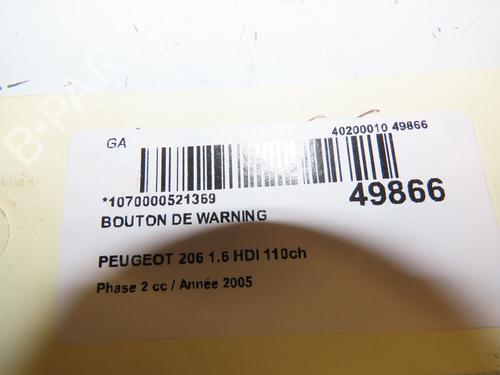 B-PARTS
GA
40200010 49866
*1070000521369
49866
BOUTON DE WARNING
PEUGEOT 206 1.6 HDI 110ch
Phase 2 cc / Année 2005